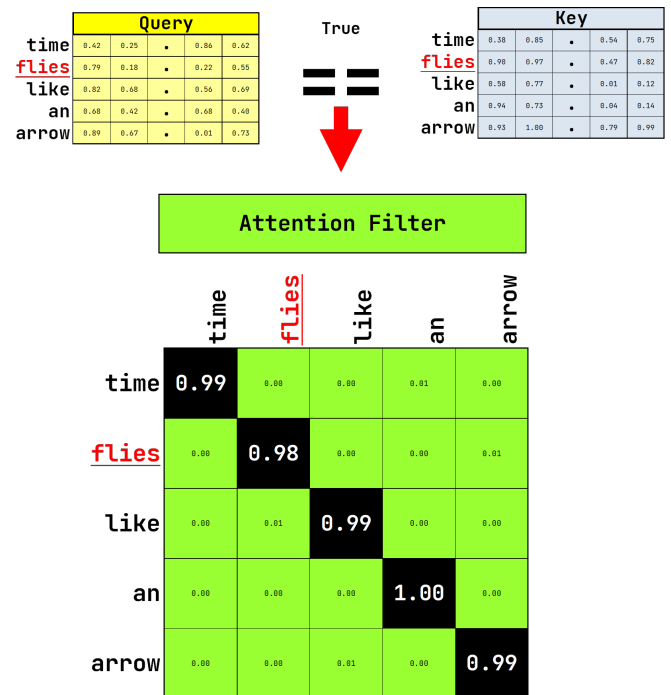 Query
time 0.42 0.25 • 0.86 0.62
flies 0.79 0.18 • 0.22 0.55
like 0.82 0.68 • 0.56 0.69
an 0.68 0.42 • 0.68 0.40
arrow 0.89 0.67 • 0.01 0.73
True
==
Key
time 0.38 0.85 • 0.54 0.75
flies 0.98 0.97 • 0.47 0.82
like 0.58 0.77 • 0.01 0.12
an 0.94 0.73 • 0.04 0.14
arrow 0.93 1.00 • 0.79 0.99
Attention Filter
time flies like an arrow
time 0.99 0.00 0.00 0.01 0.00
flies 0.00 0.98 0.00 0.00 0.01
like 0.00 0.01 0.99 0.00 0.00
an 0.00 0.00 0.00 1.00 0.00
arrow 0.00 0.00 0.01 0.00 0.99